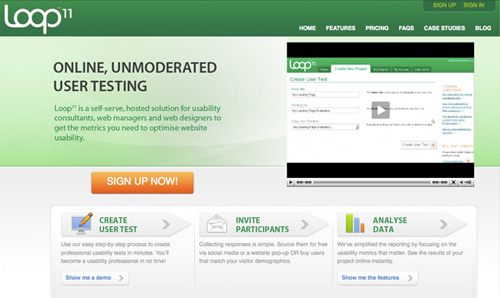 Loop11
SIGN UP SIGN IN
HOME FEATURES PRICING FAQS CASE STUDIES BLOG
ONLINE, UNMODERATED
USER TESTING
Loop11 is a self-serve, hosted solution for usability
consultants, web managers and web designers to
get the metrics you need to optimise website
usability.
Loop11
Create New Project
Create User Test
Create User Test
SIGN UP NOW!
CREATE
USER TEST
Use our easy step-by-step process to create
professional usability tests in minutes. You'll
become a usability professional in no time!
Show me a demo
INVITE
PARTICIPANTS
Collecting responses is simple. Source them for free
via social media or a website pop-up OR buy users
that match your visitor demographics.
ANALYSE
DATA
We've simplified the reporting by focusing on the
usability metrics that matter. See the results of your
project online-instantly.
Show me the features